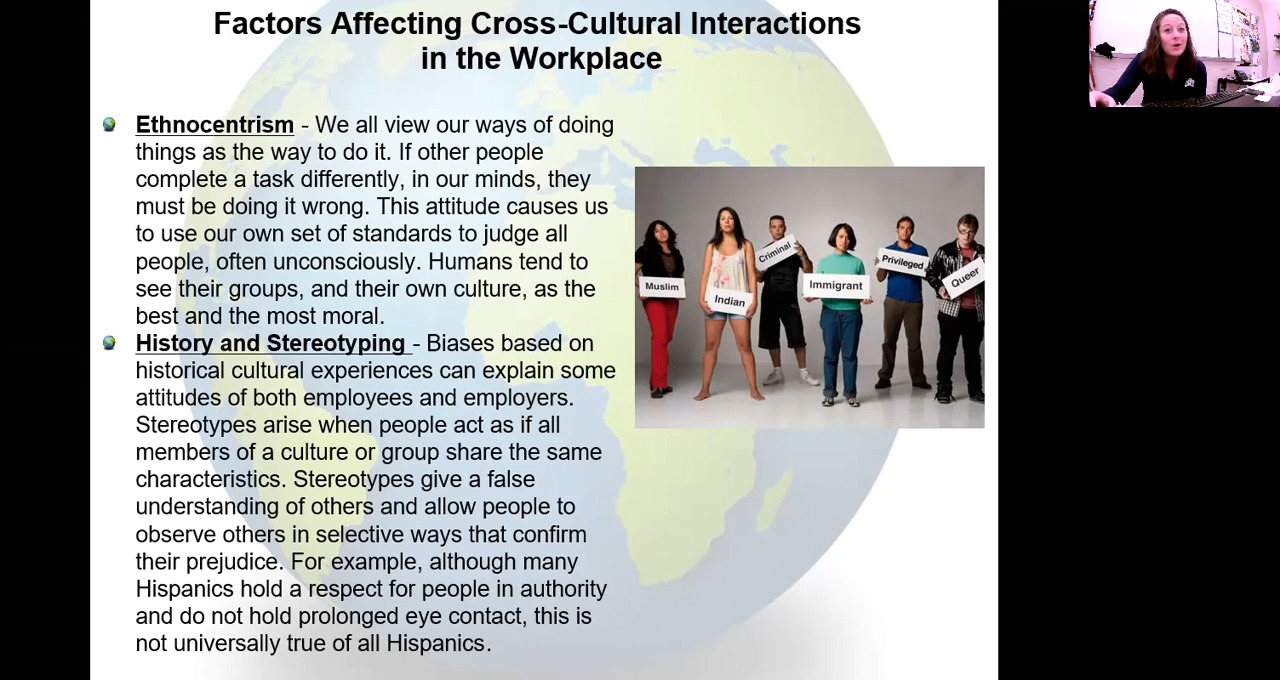 Factors Affecting Cross-Cultural Interactions
in the Workplace
Ethnocentrism - We all view our ways of doing
things as the way to do it. If other people
complete a task differently, in our minds, they
must be doing it wrong. This attitude causes us
to use our own set of standards to judge all
people, often unconsciously. Humans tend to
see their groups, and their own culture, as the
best and the most moral.
History and Stereotyping - Biases based on
historical cultural experiences can explain some
attitudes of both employees and employers.
Stereotypes arise when people act as if all
members of a culture or group share the same
characteristics. Stereotypes give a false
understanding of others and allow people to
observe others in selective ways that confirm
their prejudice. For example, although many
Hispanics hold a respect for people in authority
and do not hold prolonged eye contact, this is
not universally true of all Hispanics.
Muslim
Indian
Criminal
Immigrant
Privileged
Queer